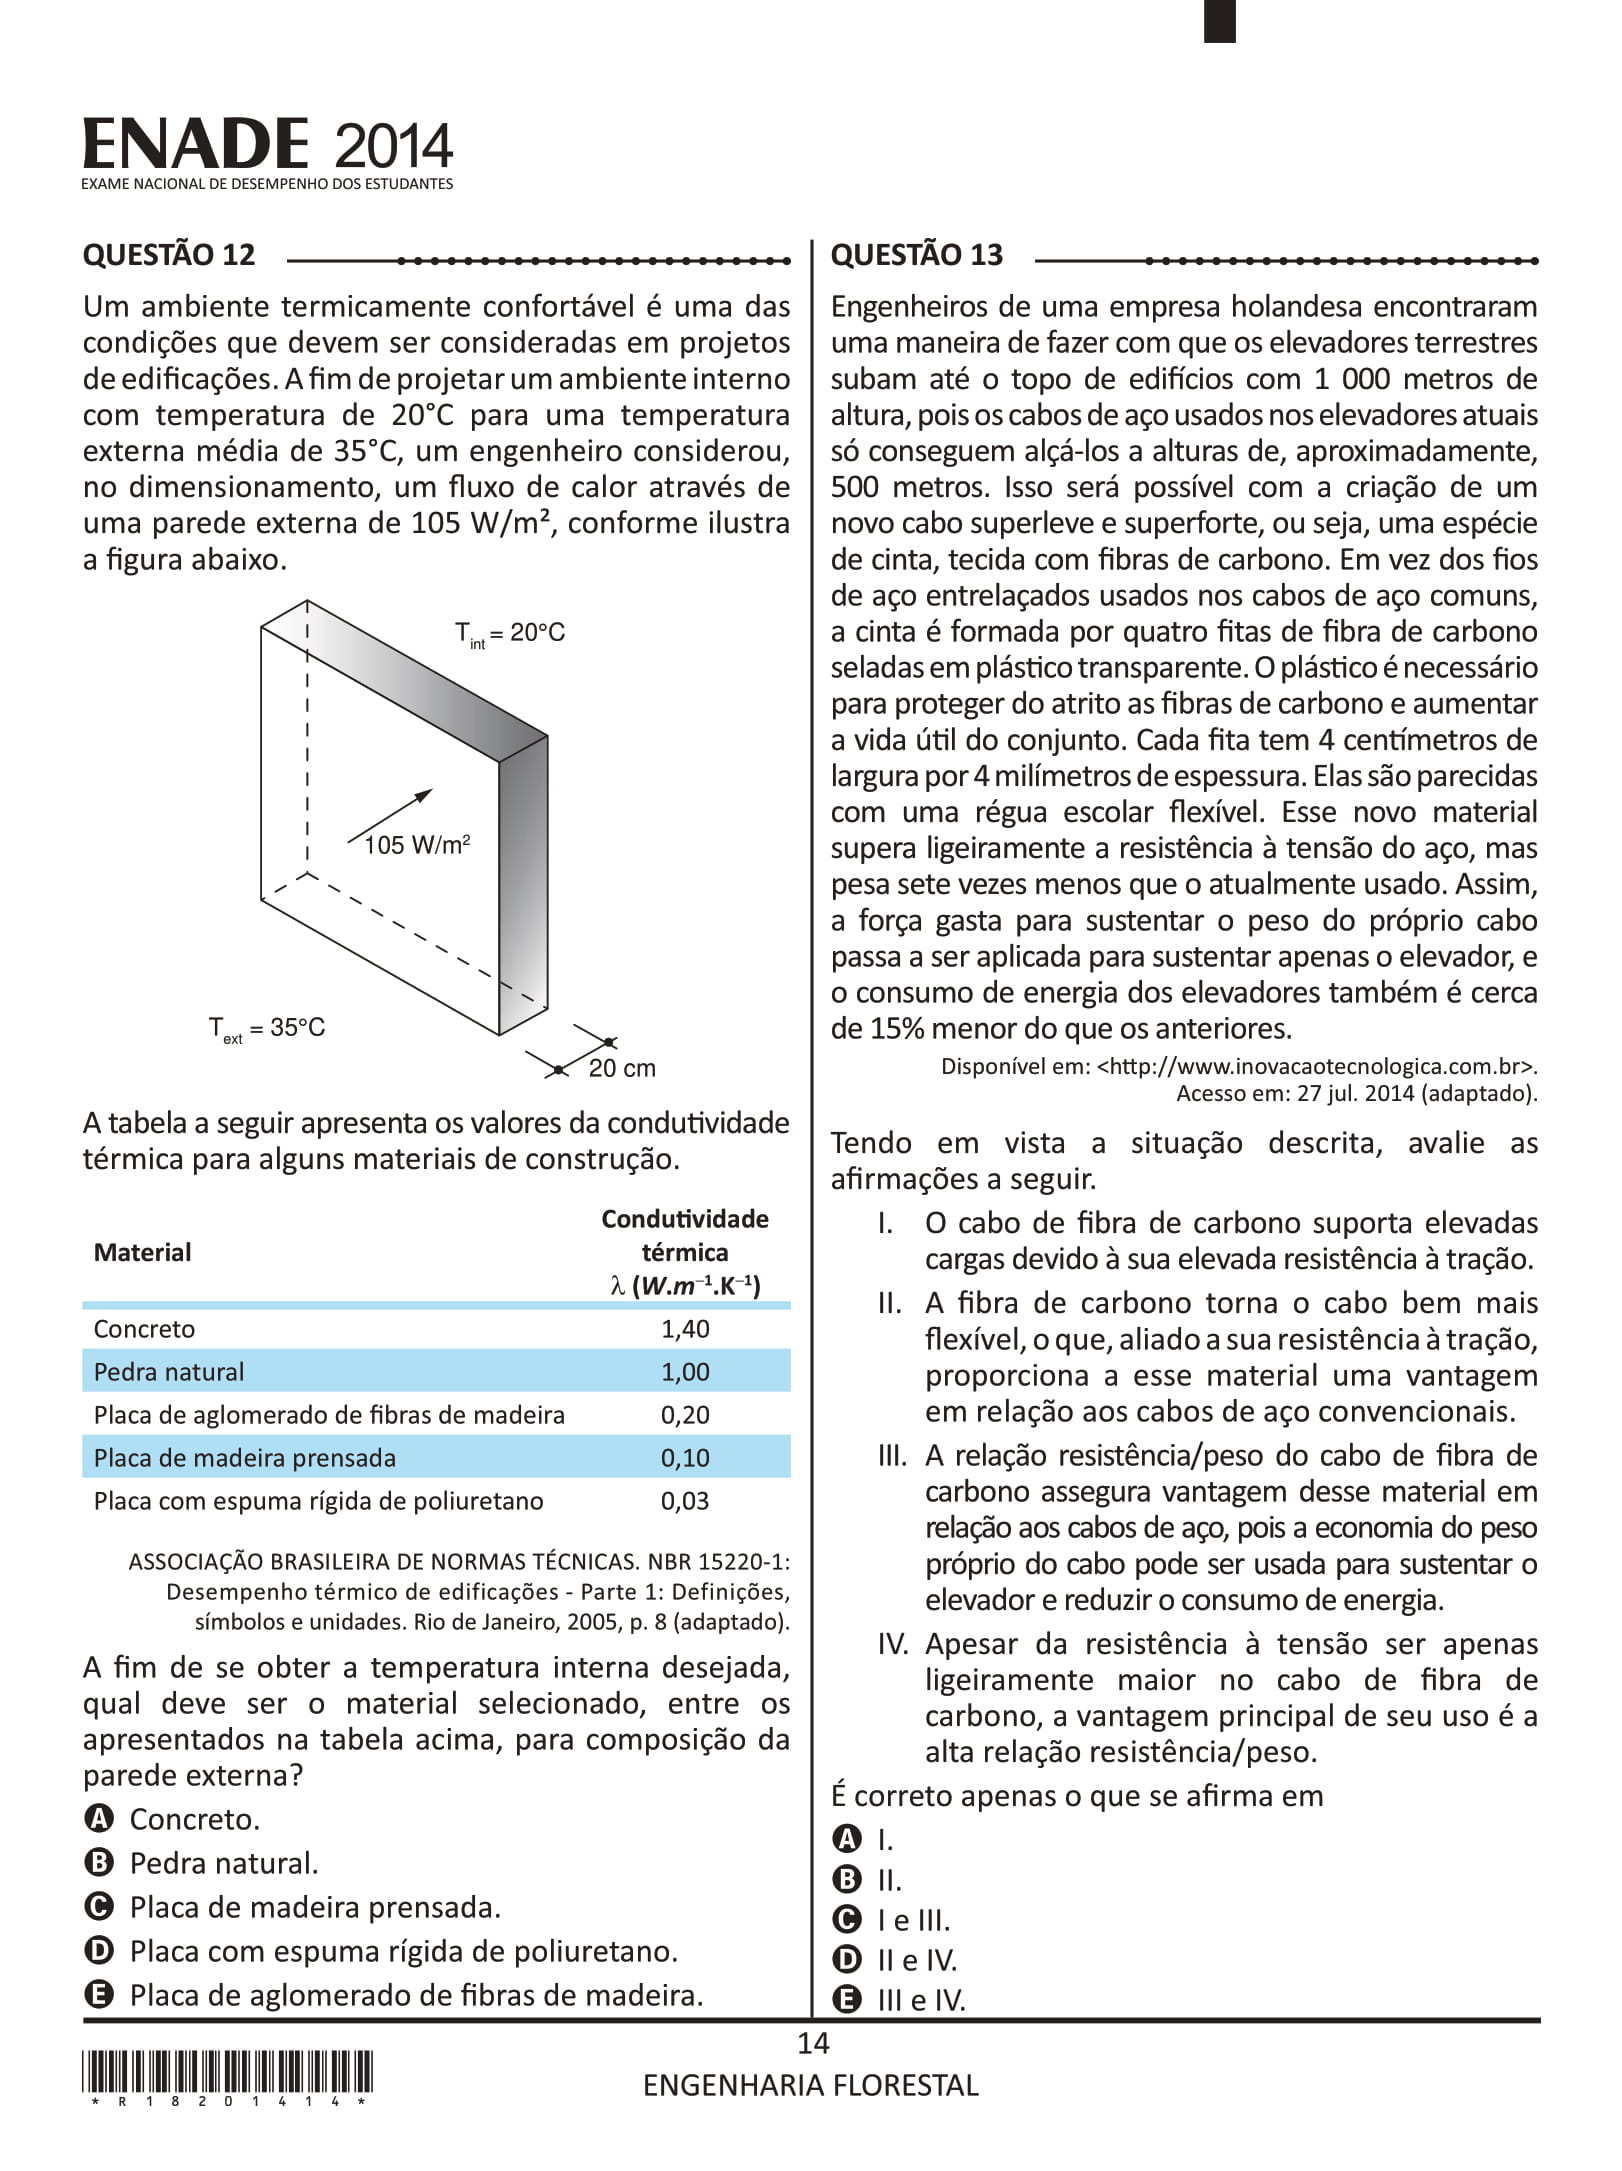 ENADE 2014
EXAME NACIONAL DE DESEMPENHO DOS ESTUDANTES
QUESTÃO 12
Um ambiente termicamente confortável é uma das
condições que devem ser consideradas em projetos
de edificações. A fim de projetar um ambiente interno
com temperatura de 20°C para uma temperatura
externa média de 35°C, um engenheiro considerou,
no dimensionamento, um fluxo de calor através de
uma parede externa de 105 W/m², conforme ilustra
a figura abaixo.
T int = 20°C
105 W/m²
T ext = 35°C
20 cm
A tabela a seguir apresenta os valores da condutividade
térmica para alguns materiais de construção.
Material
Condutividade
térmica
λ (W.m⁻¹.K⁻¹)
Concreto 1,40
Pedra natural 1,00
Placa de aglomerado de fibras de madeira 0,20
Placa de madeira prensada 0,10
Placa com espuma rígida de poliuretano 0,03
ASSOCIAÇÃO BRASILEIRA DE NORMAS TÉCNICAS. NBR 15220-1:
Desempenho térmico de edificações - Parte 1: Definições,
símbolos e unidades. Rio de Janeiro, 2005, p. 8 (adaptado).
A fim de se obter a temperatura interna desejada,
qual deve ser o material selecionado, entre os
apresentados na tabela acima, para composição da
parede externa?
A Concreto.
B Pedra natural.
C Placa de madeira prensada.
D Placa com espuma rígida de poliuretano.
E Placa de aglomerado de fibras de madeira.
QUESTÃO 13
Engenheiros de uma empresa holandesa encontraram
uma maneira de fazer com que os elevadores terrestres
subam até o topo de edifícios com 1 000 metros de
altura, pois os cabos de aço usados nos elevadores atuais
só conseguem alçá-los a alturas de, aproximadamente,
500 metros. Isso será possível com a criação de um
novo cabo superleve e superforte, ou seja, uma espécie
de cinta, tecida com fibras de carbono. Em vez dos fios
de aço entrelaçados usados nos cabos de aço comuns,
a cinta é formada por quatro fitas de fibra de carbono
seladas em plástico transparente. O plástico é necessário
para proteger do atrito as fibras de carbono e aumentar
a vida útil do conjunto. Cada fita tem 4 centímetros de
largura por 4 milímetros de espessura. Elas são parecidas
com uma régua escolar flexível. Esse novo material
supera ligeiramente a resistência à tensão do aço, mas
pesa sete vezes menos que o atualmente usado. Assim,
a força gasta para sustentar o peso do próprio cabo
passa a ser aplicada para sustentar apenas o elevador, e
o consumo de energia dos elevadores também é cerca
de 15% menor do que os anteriores.
Disponível em: <http://www.inovacaotecnologica.com.br>.
Acesso em: 27 jul. 2014 (adaptado).
Tendo em vista a situação descrita, avalie as
afirmações a seguir.
I. O cabo de fibra de carbono suporta elevadas
cargas devido à sua elevada resistência à tração.
II. A fibra de carbono torna o cabo bem mais
flexível, o que, aliado a sua resistência à tração,
proporciona a esse material uma vantagem
em relação aos cabos de aço convencionais.
III. A relação resistência/peso do cabo de fibra de
carbono assegura vantagem desse material em
relação aos cabos de aço, pois a economia do peso
próprio do cabo pode ser usada para sustentar o
elevador e reduzir o consumo de energia.
IV. Apesar da resistência à tensão ser apenas
ligeiramente maior no cabo de fibra de
carbono, a vantagem principal de seu uso é a
alta relação resistência/peso.
É correto apenas o que se afirma em
A I.
B II.
C I e III.
D II e IV.
E III e IV.
14
ENGENHARIA FLORESTAL
* R 1 8 2 0 1 4 1 4 *